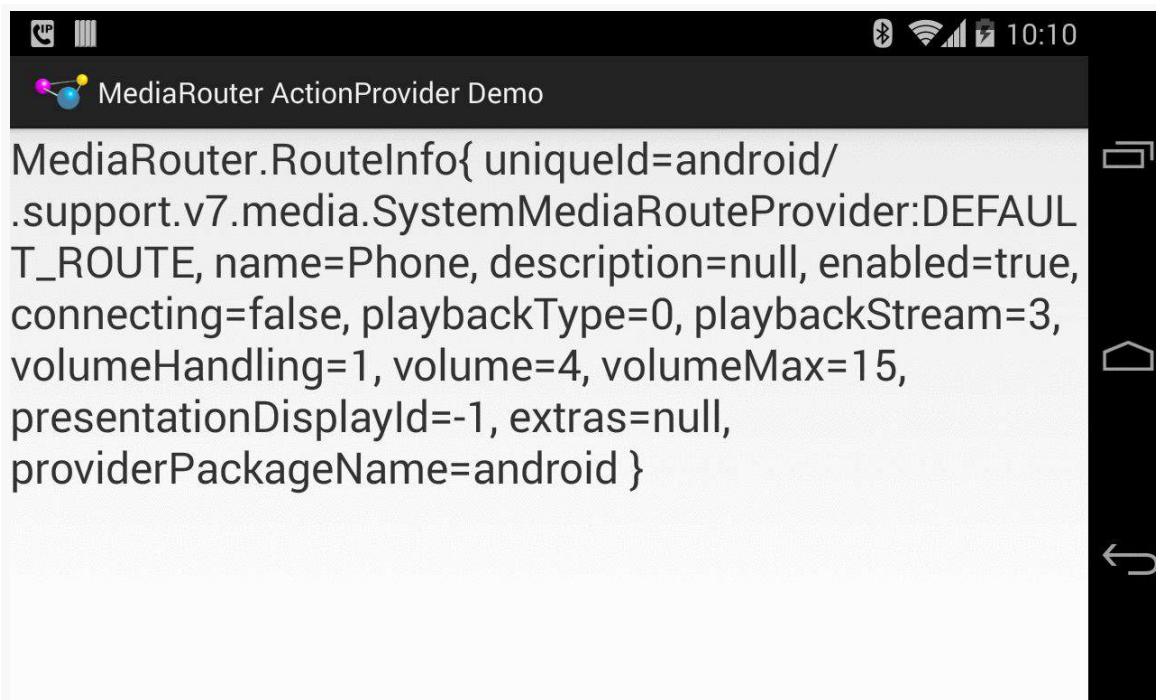 IP
10:10
MediaRouter ActionProvider Demo
MediaRouter.RouteInfo{ uniqueId=android/
.support.v7.media.SystemMediaRouteProvider:DEFAUL
T_ROUTE, name=Phone, description=null, enabled=true,
connecting=false, playbackType=0, playbackStream=3,
volumeHandling=1, volume=4, volumeMax=15,
presentationDisplayId=-1, extras=null,
providerPackageName=android }